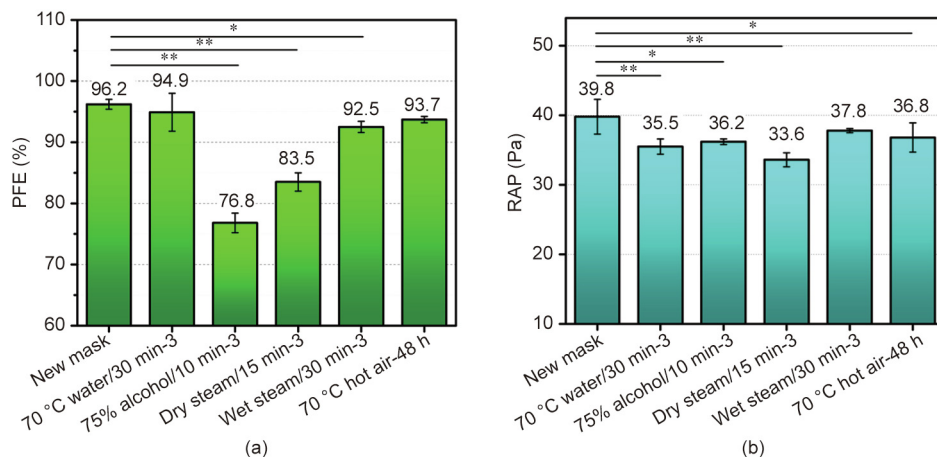 *
**
**
96.2
94.9
76.8
83.5
92.5
93.7
PFE (%)
110
100
90
80
70
60
New mask
70 °C water/30 min-3
75% alcohol/10 min-3
Dry steam/15 min-3
Wet steam/30 min-3
70 °C hot air-48 h
(a)
*
**
*
**
39.8
35.5
36.2
33.6
37.8
36.8
RAP (Pa)
50
40
30
20
10
New mask
70 °C water/30 min-3
75% alcohol/10 min-3
Dry steam/15 min-3
Wet steam/30 min-3
70 °C hot air-48 h
(b)